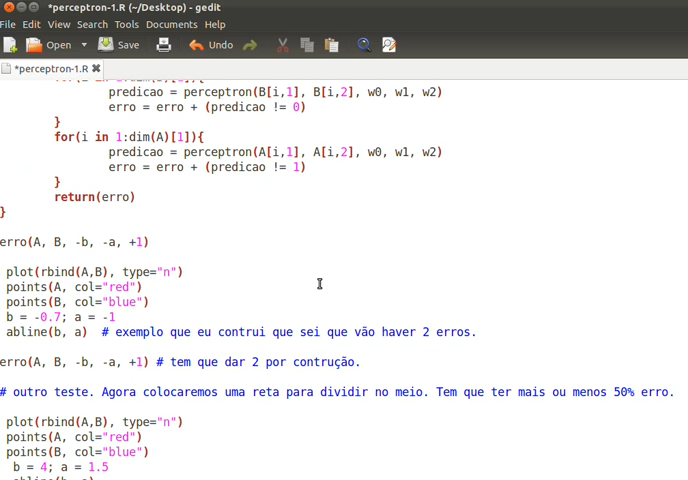 *perceptron-1.R (~/Desktop) - gedit
File Edit View Search Tools Documents Help
Open Save Undo
*perceptron-1.R
predicao = perceptron(B[i,1], B[i,2], w0, w1, w2)
erro = erro + (predicao != 0)
}
for(i in 1:dim(A)[1]){
predicao = perceptron(A[i,1], A[i,2], w0, w1, w2)
erro = erro + (predicao != 1)
}
return(erro)
}
erro(A, B, -b, -a, +1)
plot(rbind(A,B), type="n")
points(A, col="red")
points(B, col="blue")
b = -0.7; a = -1
abline(b, a) # exemplo que eu contrui que sei que vão haver 2 erros.
erro(A, B, -b, -a, +1) # tem que dar 2 por contrução.
# outro teste. Agora colocaremos uma reta para dividir no meio. Tem que ter mais ou menos 50% erro.
plot(rbind(A,B), type="n")
points(A, col="red")
points(B, col="blue")
b = 4; a = 1.5